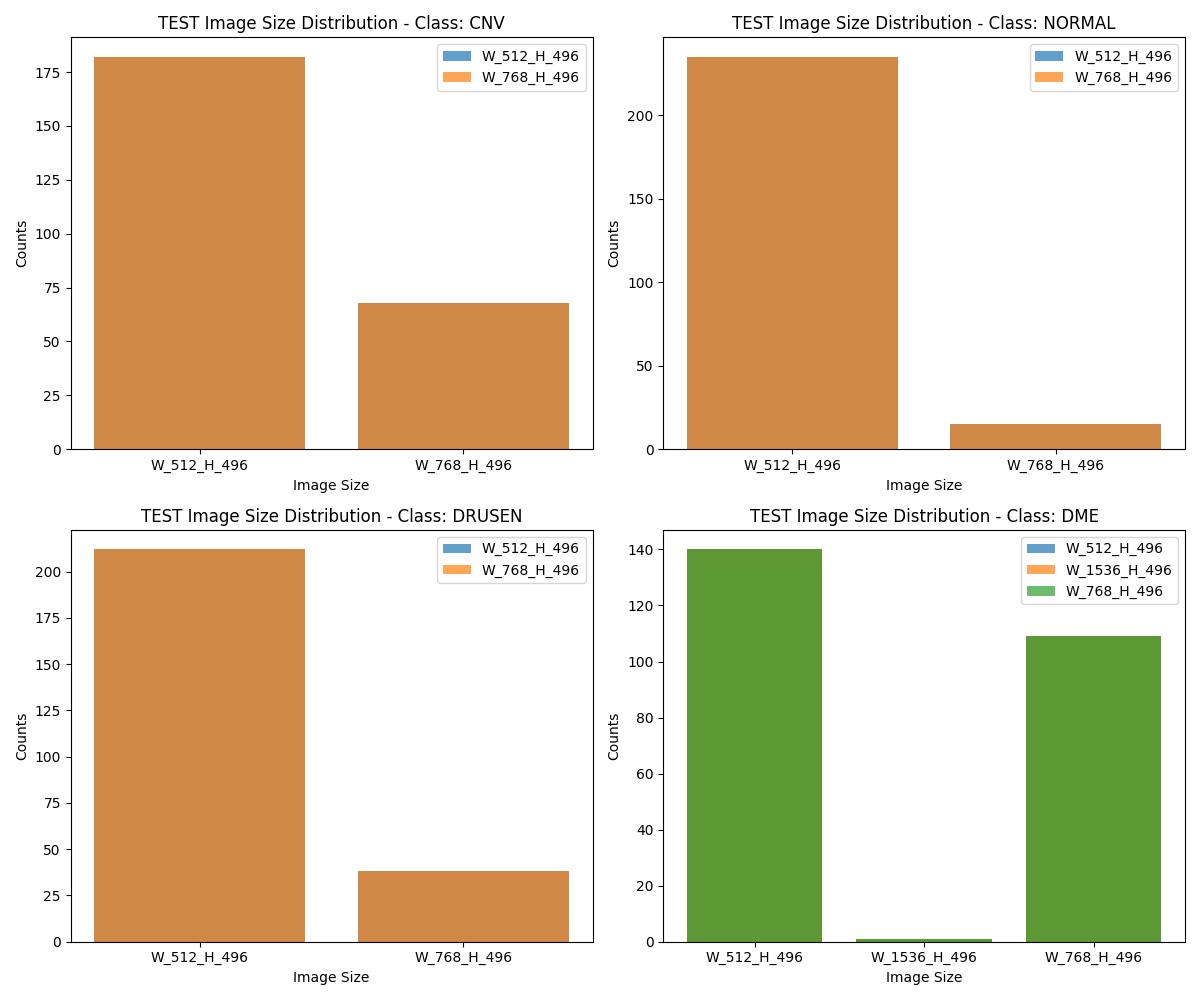 TEST Image Size Distribution - Class: CNV
W_512_H_496
W_768_H_496
175
150
125
100
75
50
25
0
Counts
W_512_H_496 W_768_H_496
Image Size
TEST Image Size Distribution - Class: NORMAL
W_512_H_496
W_768_H_496
200
150
100
50
0
Counts
W_512_H_496 W_768_H_496
Image Size
TEST Image Size Distribution - Class: DRUSEN
W_512_H_496
W_768_H_496
200
175
150
125
100
75
50
25
0
Counts
W_512_H_496 W_768_H_496
Image Size
TEST Image Size Distribution - Class: DME
W_512_H_496
W_1536_H_496
W_768_H_496
140
120
100
80
60
40
20
0
Counts
W_512_H_496 W_1536_H_496 W_768_H_496
Image Size